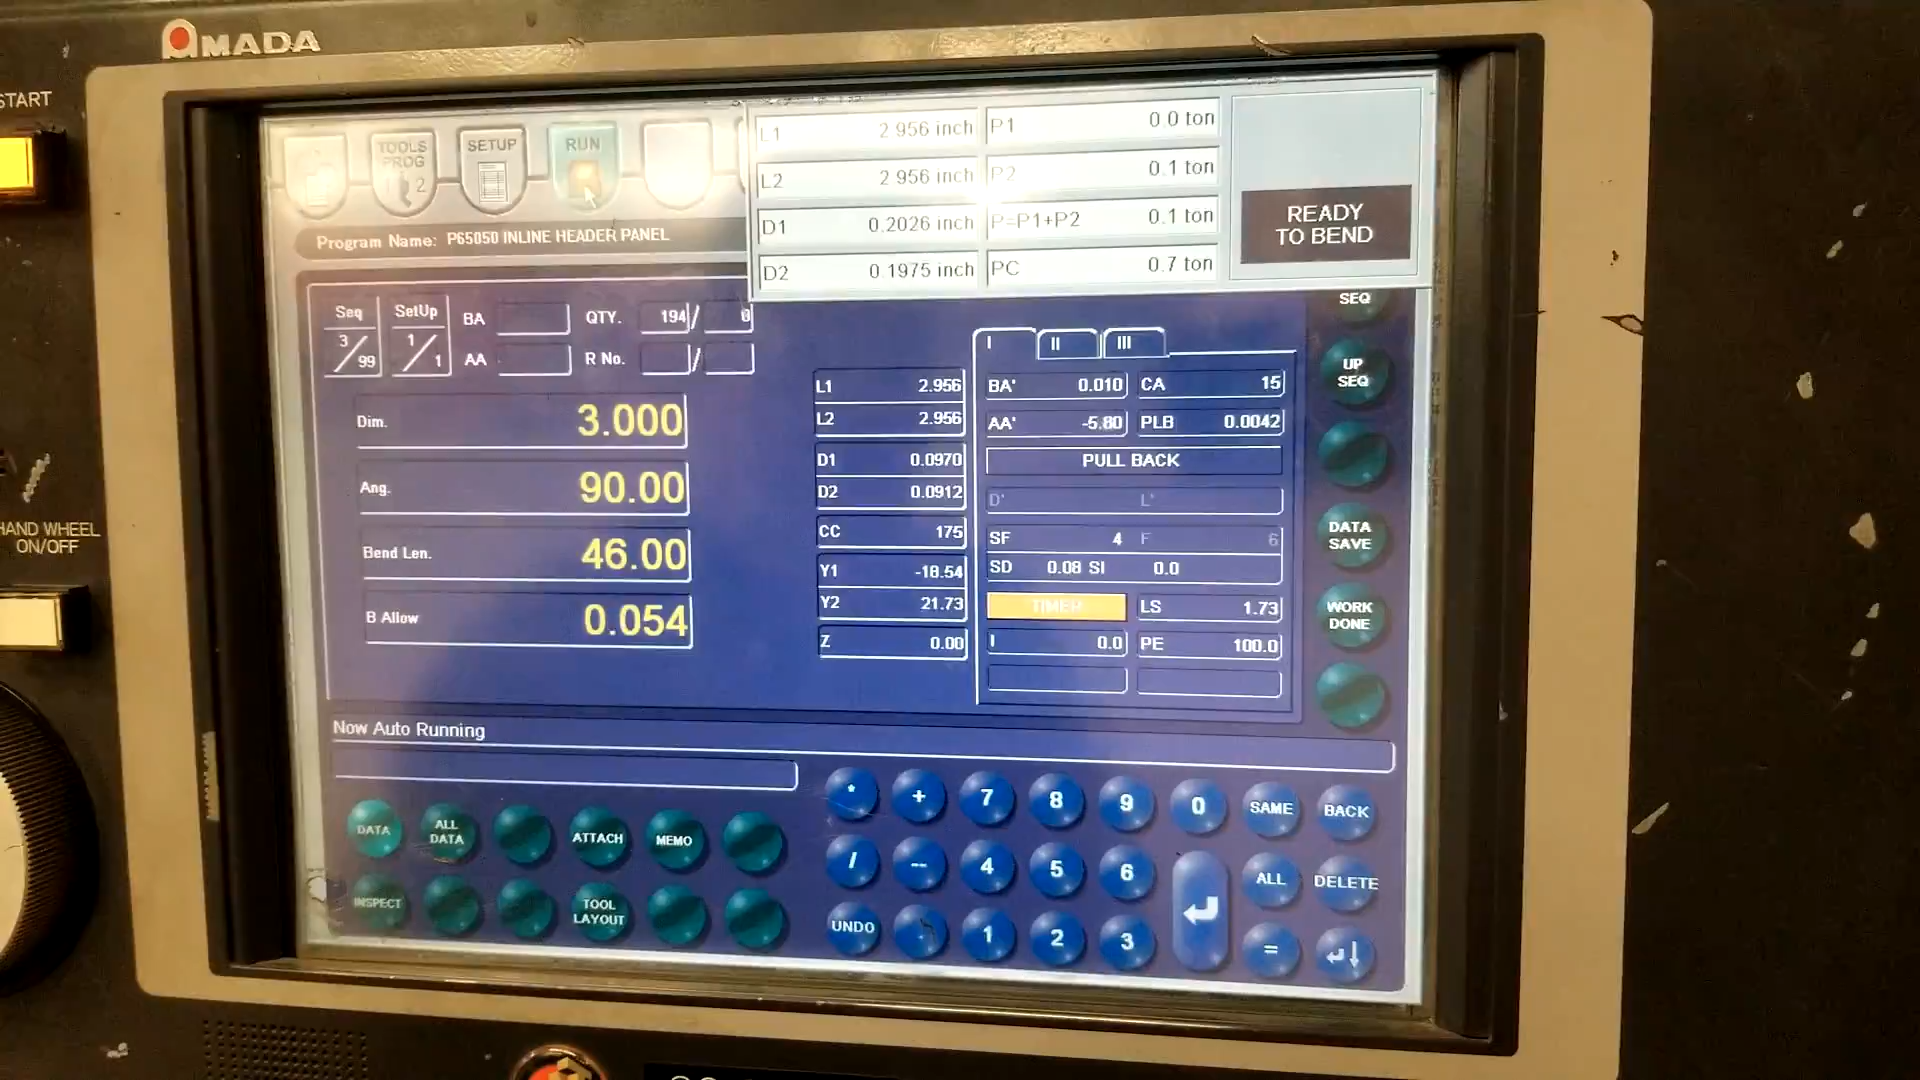 AMADA
START
TOOLS
PROG
1 2
SETUP
RUN
L1 2.956 inch
L2 2.956 inch
D1 0.2026 inch
D2 0.1975 inch
P1 0.0 ton
P2 0.1 ton
P=P1+P2 0.1 ton
PC 0.7 ton
READY
TO BEND
Program Name: P65050 INLINE HEADER PANEL
Seq
3/99
SetUp
1/1
BA
AA
QTY. 194/ 0
R No. /
Dim. 3.000
Ang. 90.00
Bend Len. 46.00
B Allow 0.054
L1 2.956
L2 2.956
D1 0.0970
D2 0.0912
CC 175
Y1 -18.54
Y2 21.73
Z 0.00
I II III
BA' 0.010 CA 15
AA' -5.80 PLB 0.0042
PULL BACK
D' L'
SF 4 F 6
SD 0.08 SI 0.0
TIMER LS 1.73
I 0.0 PE 100.0
SEQ
UP
SEQ
DATA
SAVE
WORK
DONE
HAND WHEEL
ON/OFF
Now Auto Running
DATA
ALL
DATA
ATTACH
MEMO
INSPECT
TOOL
LAYOUT
* + 7 8 9 0 SAME BACK
/ -- 4 5 6 ALL DELETE
UNDO . 1 2 3 =